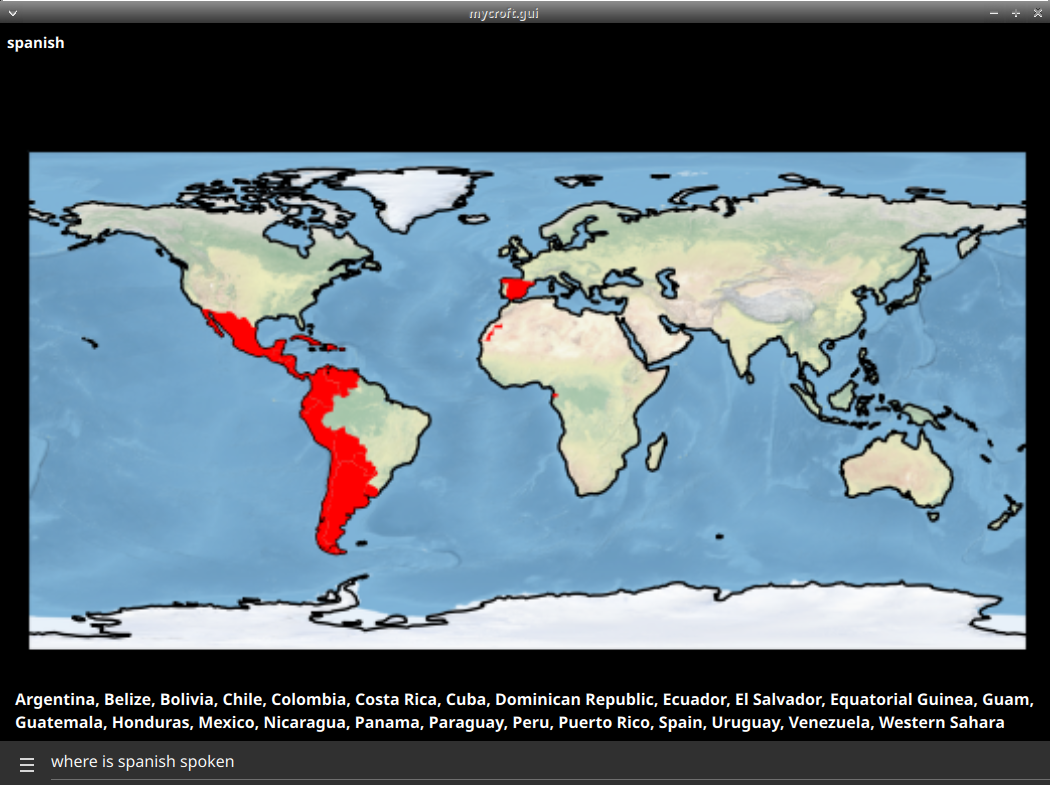 mycroft.gui
spanish
Argentina, Belize, Bolivia, Chile, Colombia, Costa Rica, Cuba, Dominican Republic, Ecuador, El Salvador, Equatorial Guinea, Guam,
Guatemala, Honduras, Mexico, Nicaragua, Panama, Paraguay, Peru, Puerto Rico, Spain, Uruguay, Venezuela, Western Sahara
where is spanish spoken